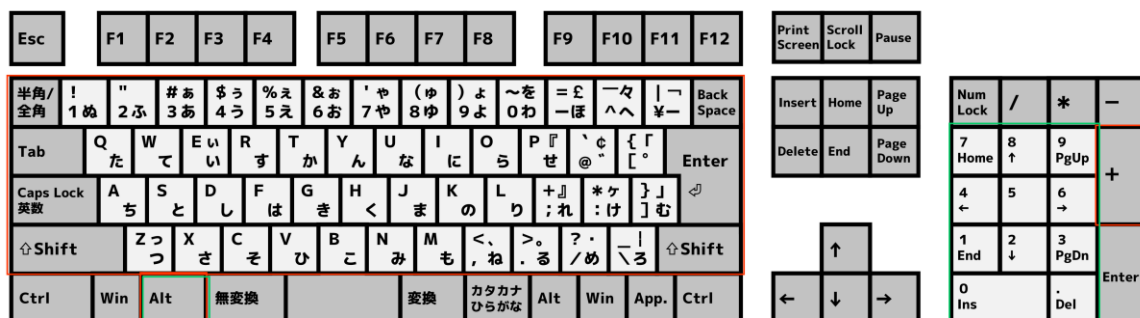 Esc F1 F2 F3 F4 F5 F6 F7 F8 F9 F10 F11 F12 Print Screen Scroll Lock Pause
半角/全角 ! 1ぬ " 2ふ #ぁ 3あ $ぅ 4う %ぇ 5え &ぉ 6お 'ゃ 7や (ゅ 8ゆ )ょ 9よ ~を 0わ =£ -ほ ¯々 ^へ |¬ ¥ー Back Space Insert Home Page Up Num Lock / * -
Tab Q た W て Eぃ い R す T か Y ん U な I に O ら P『 せ `¢ @゛ {「 [゜ Enter Delete End Page Down 7 Home 8 ↑ 9 PgUp +
Caps Lock 英数 A ち S と D し F は G き H く J ま K の L り +』 ;れ *ヶ :け }」 ]む ⏎ 4 ← 5 6 →
⇧Shift Zっ つ X さ C そ V ひ B こ N み M も <、 ,ね >。 .る ?・ /め _| \ろ ⇧Shift ↑ 1 End 2 ↓ 3 PgDn Enter
Ctrl Win Alt 無変換 変換 カタカナ ひらがな Alt Win App. Ctrl ← ↓ → 0 Ins . Del